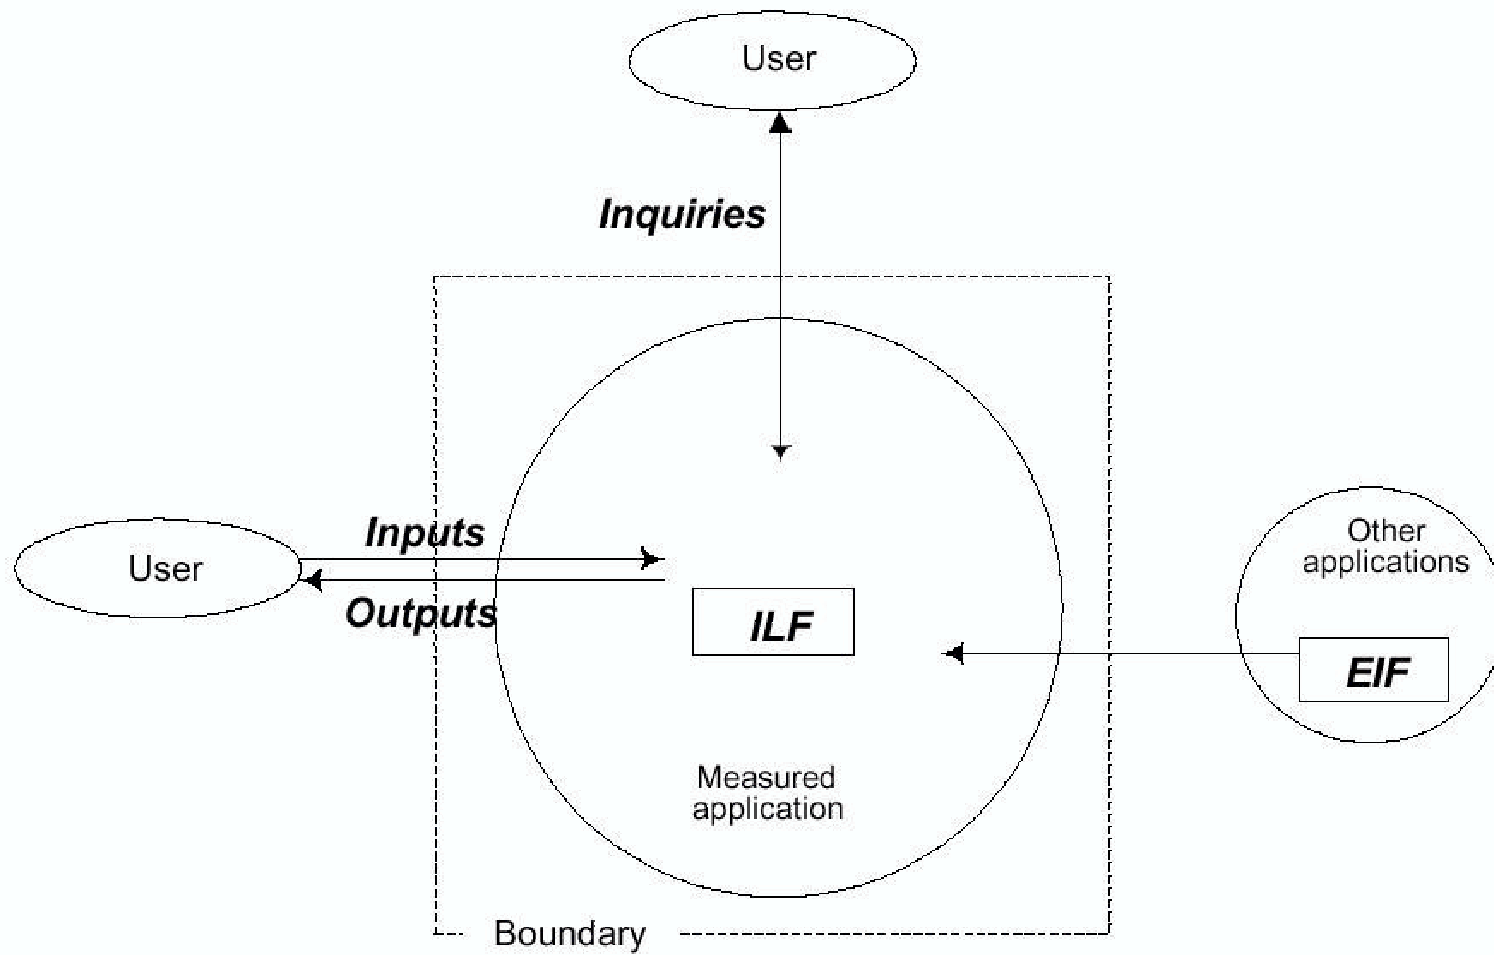 User
Inquiries
Inputs
User
Outputs
ILF
Other
applications
EIF
Measured
application
Boundary